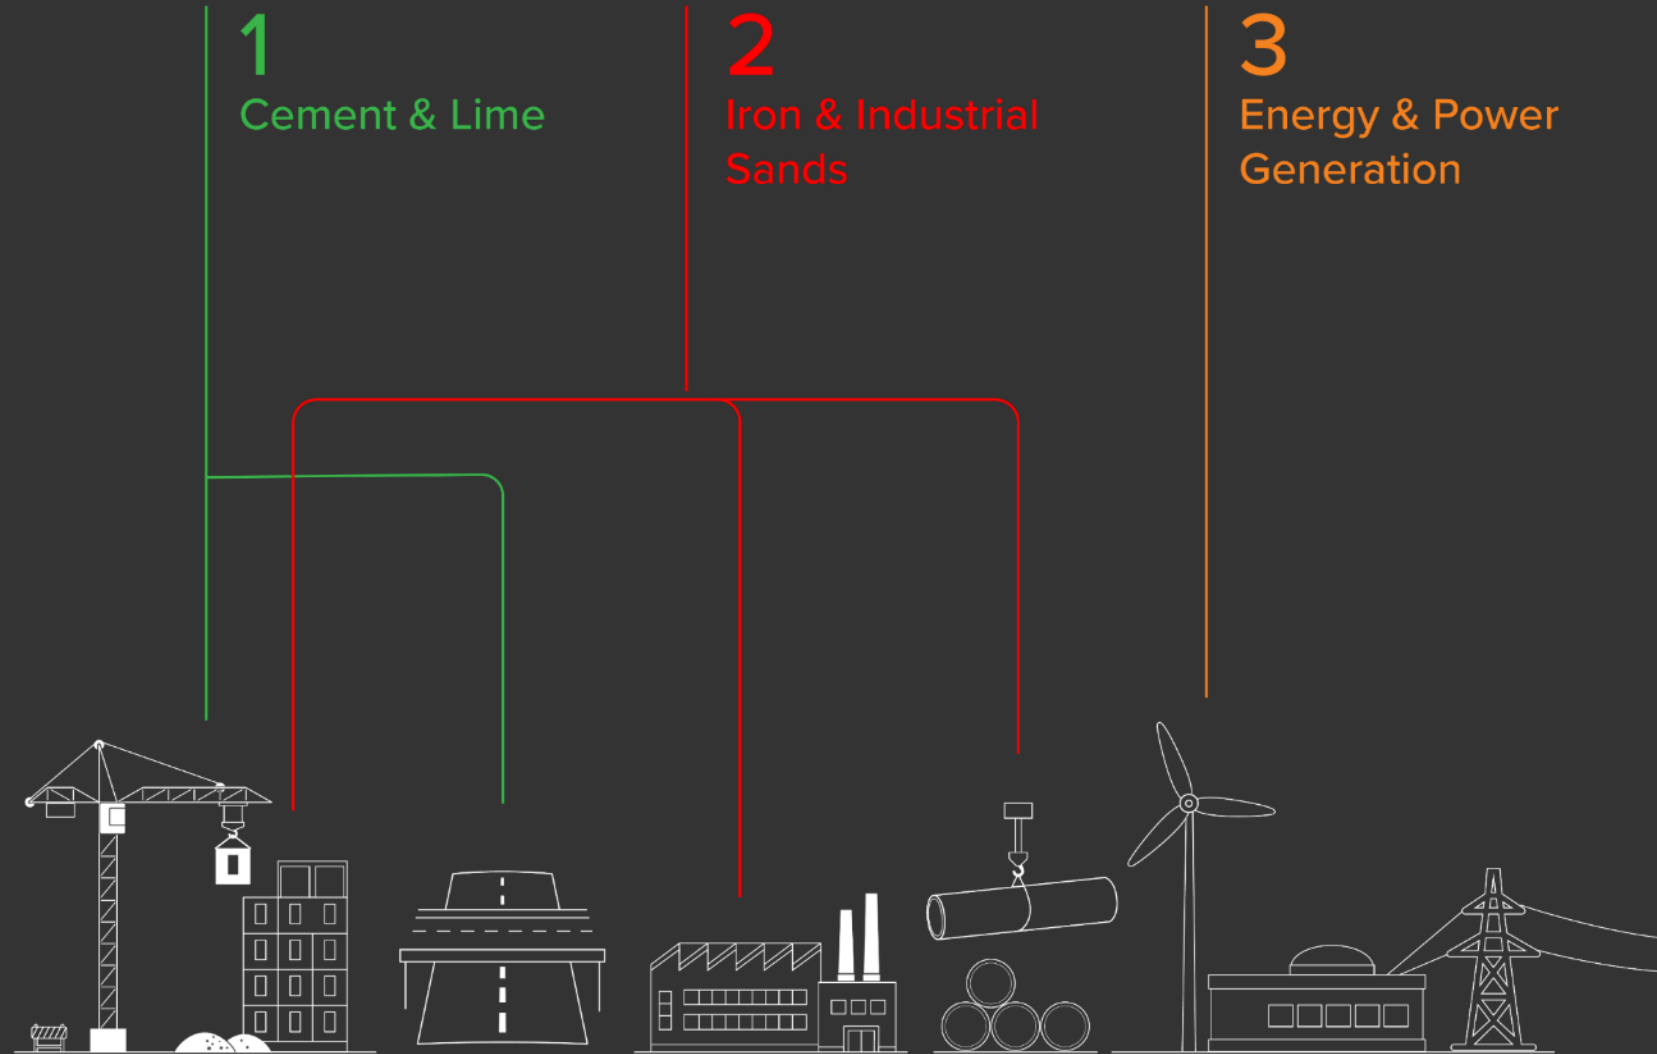 1
Cement & Lime
2
Iron & Industrial
Sands
3
Energy & Power
Generation